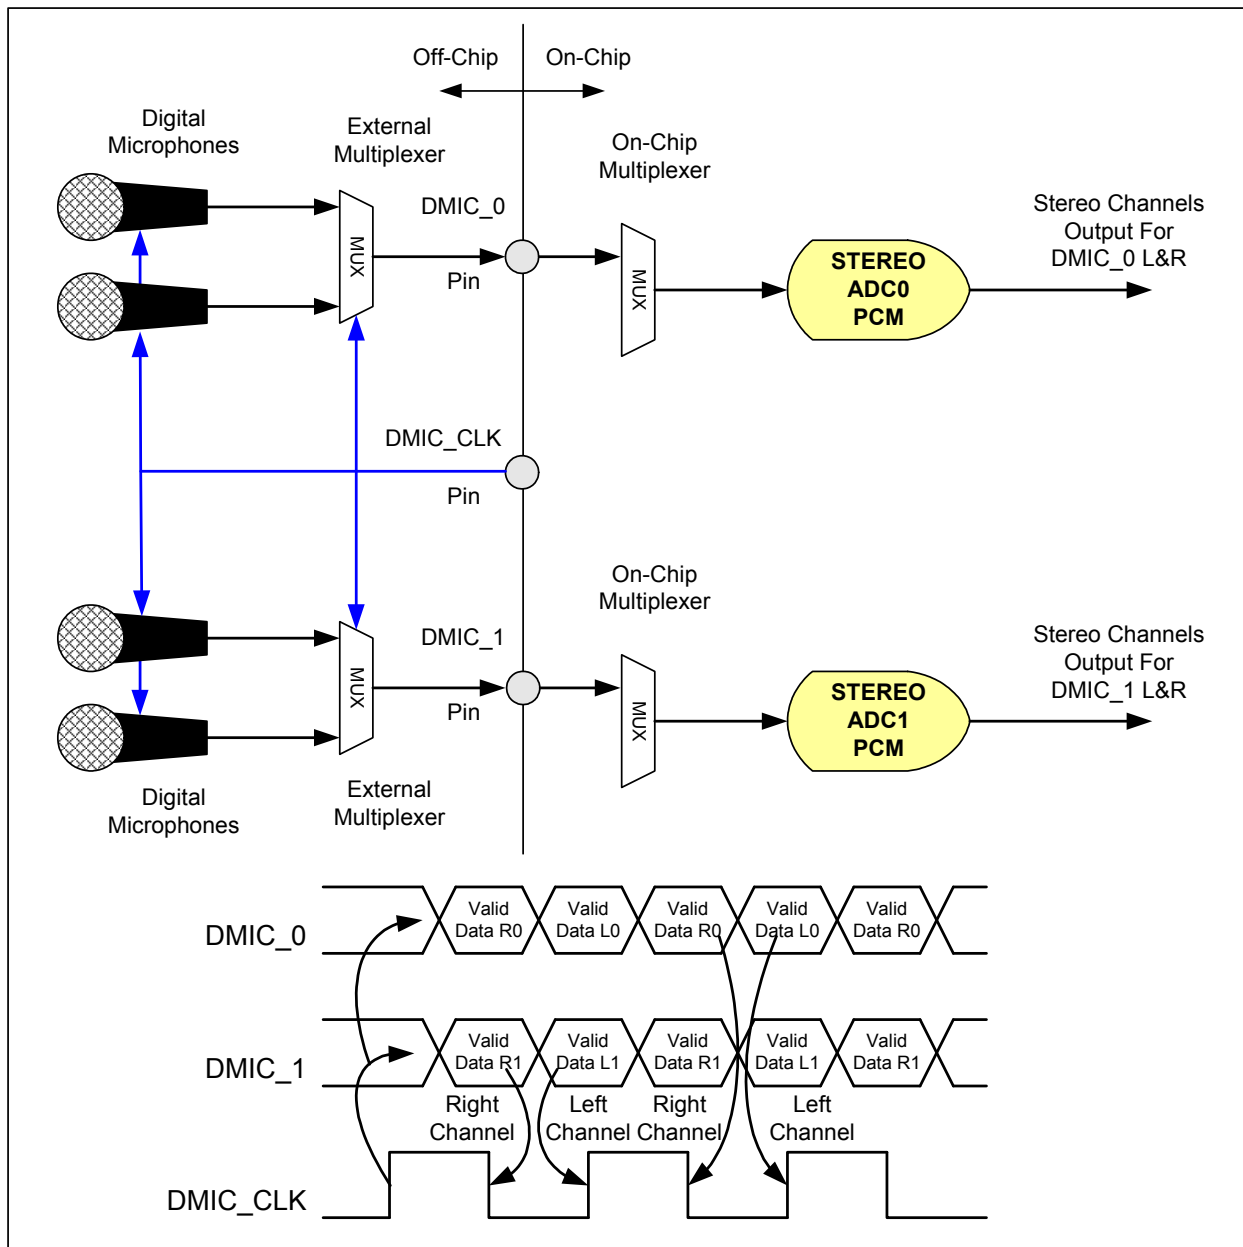 Off-Chip
On-Chip
Digital
Microphones
External
Multiplexer
On-Chip
Multiplexer
DMIC_0
MUX
Pin
MUX
STEREO
ADC0
PCM
Stereo Channels
Output For
DMIC_0 L&R
DMIC_CLK
Pin
On-Chip
Multiplexer
DMIC_1
MUX
Pin
MUX
STEREO
ADC1
PCM
Stereo Channels
Output For
DMIC_1 L&R
Digital
Microphones
External
Multiplexer
DMIC_0
Valid
Data R0
Valid
Data L0
Valid
Data R0
Valid
Data L0
Valid
Data R0
DMIC_1
Valid
Data R1
Valid
Data L1
Valid
Data R1
Valid
Data L1
Valid
Data R1
Right
Channel
Left
Channel
Right
Channel
Left
Channel
DMIC_CLK